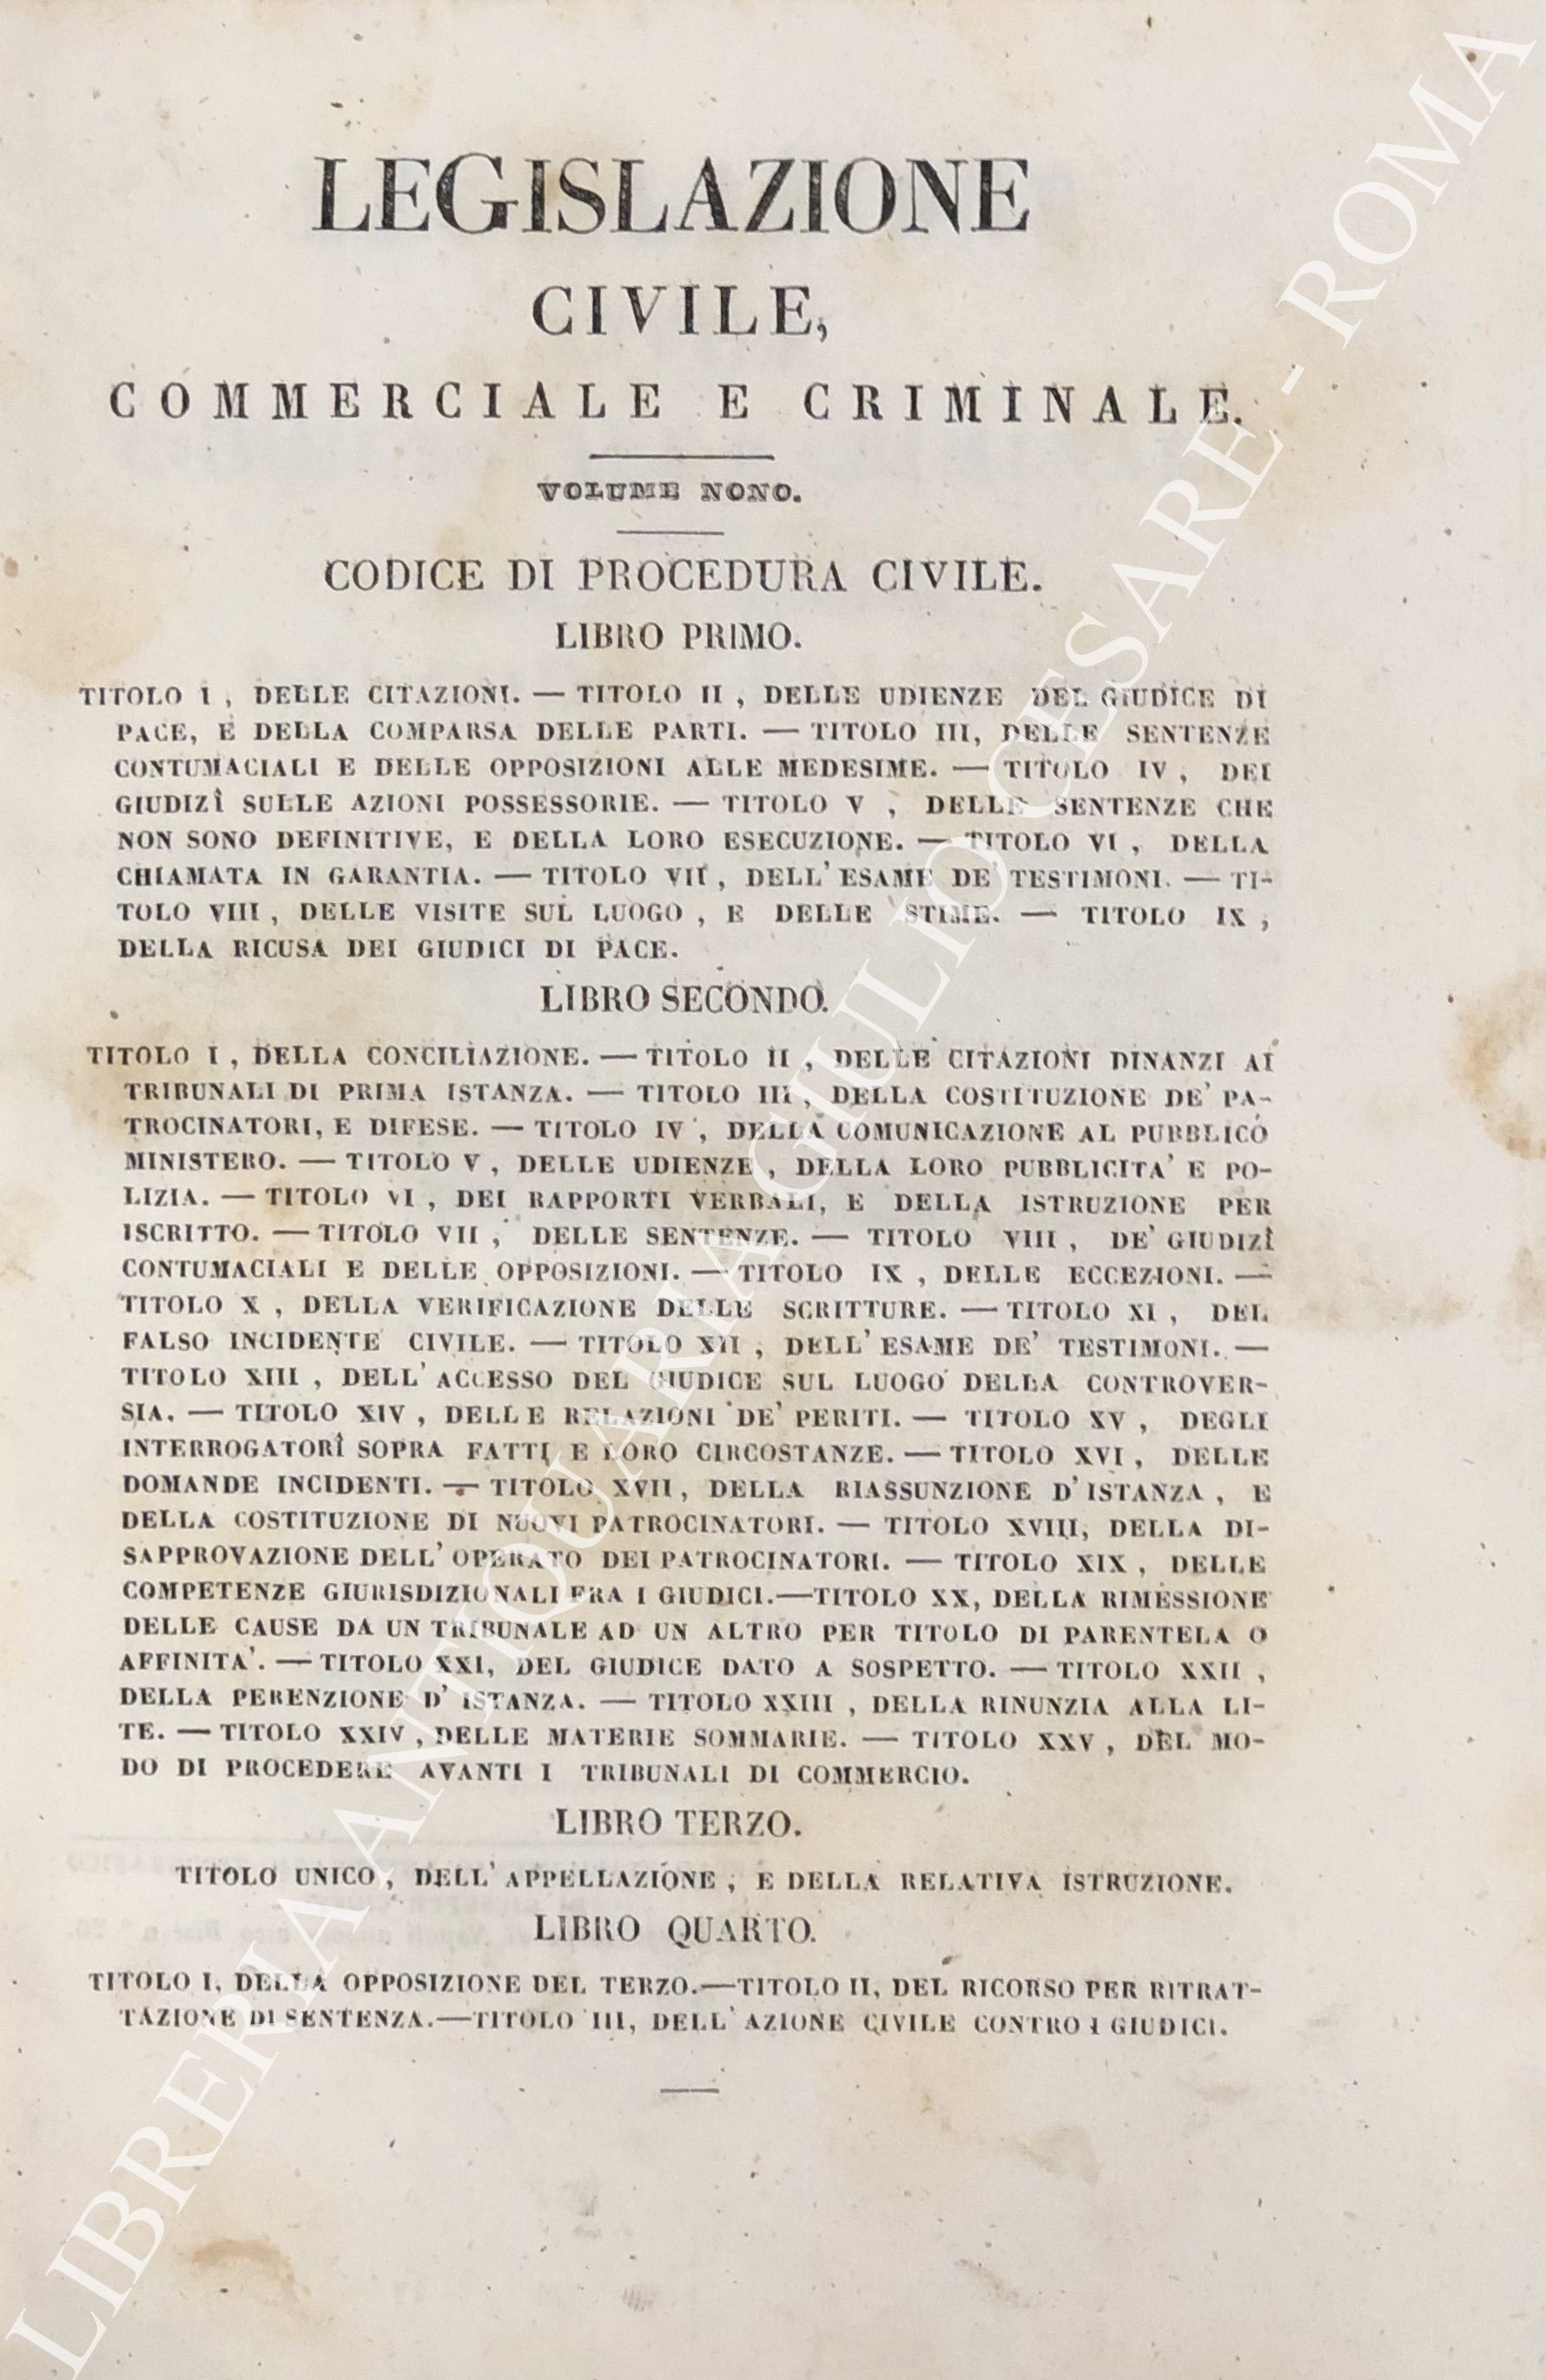 LEGISLAZIONE
CIVILE,
COMMERCIALE E CRIMINALE.
VOLUME NONO.
CODICE DI PROCEDURA CIVILE.
LIBRO PRIMO.
TITOLO I , DELLE CITAZIONI. — TITOLO II , DELLE UDIENZE DEL GIUDICE DI
PACE, E DELLA COMPARSA DELLE PARTI. — TITOLO III, DELLE SENTENZE
CONTUMACIALI E DELLE OPPOSIZIONI ALLE MEDESIME. — TITOLO IV , DEI
GIUDIZÎ SULLE AZIONI POSSESSORIE. — TITOLO V , DELLE SENTENZE CHE
NON SONO DEFINITIVE, E DELLA LORO ESECUZIONE. — TITOLO VI , DELLA
CHIAMATA IN GARANTIA. — TITOLO VII , DELL' ESAME DE' TESTIMONI. — TI-
TOLO VIII , DELLE VISITE SUL LUOGO , E DELLE STIME. — TITOLO IX ,
DELLA RICUSA DEI GIUDICI DI PACE.
LIBRO SECONDO.
TITOLO I , DELLA CONCILIAZIONE. — TITOLO II , DELLE CITAZIONI DINANZI AI
TRIBUNALI DI PRIMA ISTANZA. — TITOLO III , DELLA COSTITUZIONE DE' PA-
TROCINATORI, E DIFESE. — TITOLO IV , DELLA COMUNICAZIONE AL PUBBLICO
MINISTERO. — TITOLO V , DELLE UDIENZE , DELLA LORO PUBBLICITA' E PO-
LIZIA. — TITOLO VI , DEI RAPPORTI VERBALI, E DELLA ISTRUZIONE PER
ISCRITTO. — TITOLO VII , DELLE SENTENZE. — TITOLO VIII , DE' GIUDIZÎ
CONTUMACIALI E DELLE OPPOSIZIONI. — TITOLO IX , DELLE ECCEZIONI. —
TITOLO X , DELLA VERIFICAZIONE DELLE SCRITTURE. — TITOLO XI , DEL
FALSO INCIDENTE CIVILE. — TITOLO XII , DELL' ESAME DE' TESTIMONI. —
TITOLO XIII , DELL' ACCESSO DEL GIUDICE SUL LUOGO DELLA CONTROVER-
SIA. — TITOLO XIV , DELLE RELAZIONI DE' PERITI. — TITOLO XV , DEGLI
INTERROGATORÎ SOPRA FATTI E LORO CIRCOSTANZE. — TITOLO XVI , DELLE
DOMANDE INCIDENTI. — TITOLO XVII , DELLA RIASSUNZIONE D' ISTANZA , E
DELLA COSTITUZIONE DI NUOVI PATROCINATORI. — TITOLO XVIII, DELLA DI-
SAPPROVAZIONE DELL' OPERATO DEI PATROCINATORI. — TITOLO XIX , DELLE
COMPETENZE GIURISDIZIONALI FRA I GIUDICI.—TITOLO XX, DELLA RIMESSIONE
DELLE CAUSE DA UN TRIBUNALE AD UN ALTRO PER TITOLO DI PARENTELA O
AFFINITA'. — TITOLO XXI, DEL GIUDICE DATO A SOSPETTO. — TITOLO XXII ,
DELLA PERENZIONE D' ISTANZA. — TITOLO XXIII , DELLA RINUNZIA ALLA LI-
TE. — TITOLO XXIV , DELLE MATERIE SOMMARIE. — TITOLO XXV , DEL MO-
DO DI PROCEDERE AVANTI I TRIBUNALI DI COMMERCIO.
LIBRO TERZO.
TITOLO UNICO , DELL' APPELLAZIONE , E DELLA RELATIVA ISTRUZIONE.
LIBRO QUARTO.
TITOLO I, DELLA OPPOSIZIONE DEL TERZO.—TITOLO II, DEL RICORSO PER RITRAT-
TAZIONE DI SENTENZA.—TITOLO III, DELL' AZIONE CIVILE CONTRO I GIUDICI.
LIBRERIA ANTIQUARIA GIULIO CESARE - ROMA